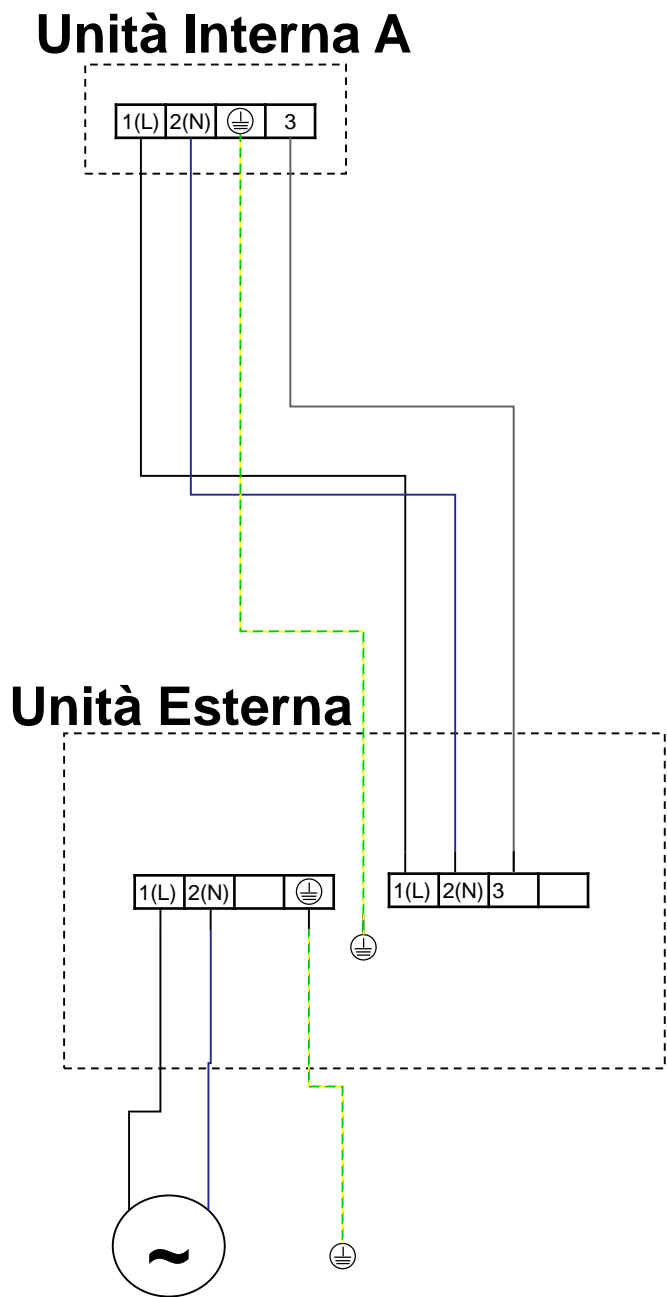 Unità Interna A
1(L) 2(N) 3
Unità Esterna
1(L) 2(N)
1(L) 2(N) 3
~